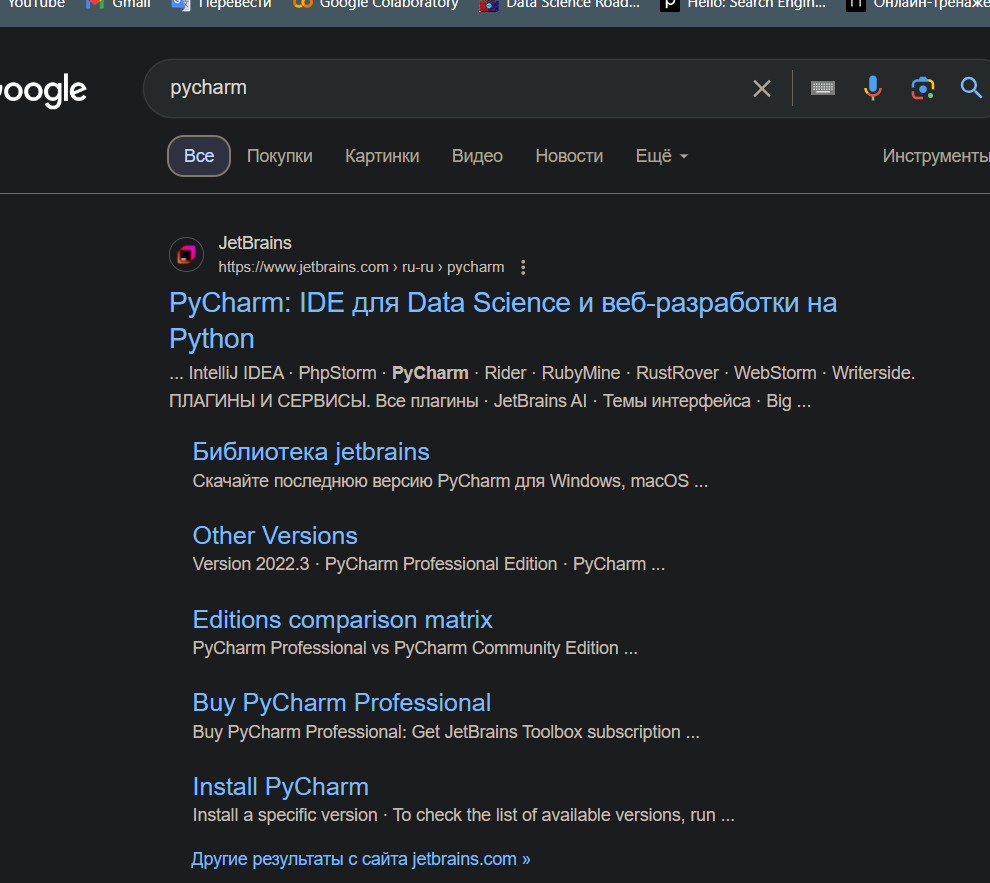 YouTube Gmail Перевести Google Colaboratory Data Science Road... Hello: Search Engin... Онлайн-тренаже
oogle
pycharm
Все Покупки Картинки Видео Новости Ещё Инструменты
JetBrains
https://www.jetbrains.com › ru-ru › pycharm
PyCharm: IDE для Data Science и веб-разработки на
Python
... IntelliJ IDEA · PhpStorm · PyCharm · Rider · RubyMine · RustRover · WebStorm · Writerside.
ПЛАГИНЫ И СЕРВИСЫ. Все плагины · JetBrains AI · Темы интерфейса · Big ...
Библиотека jetbrains
Скачайте последнюю версию PyCharm для Windows, macOS ...
Other Versions
Version 2022.3 · PyCharm Professional Edition · PyCharm ...
Editions comparison matrix
PyCharm Professional vs PyCharm Community Edition ...
Buy PyCharm Professional
Buy PyCharm Professional: Get JetBrains Toolbox subscription ...
Install PyCharm
Install a specific version · To check the list of available versions, run ...
Другие результаты с сайта jetbrains.com »